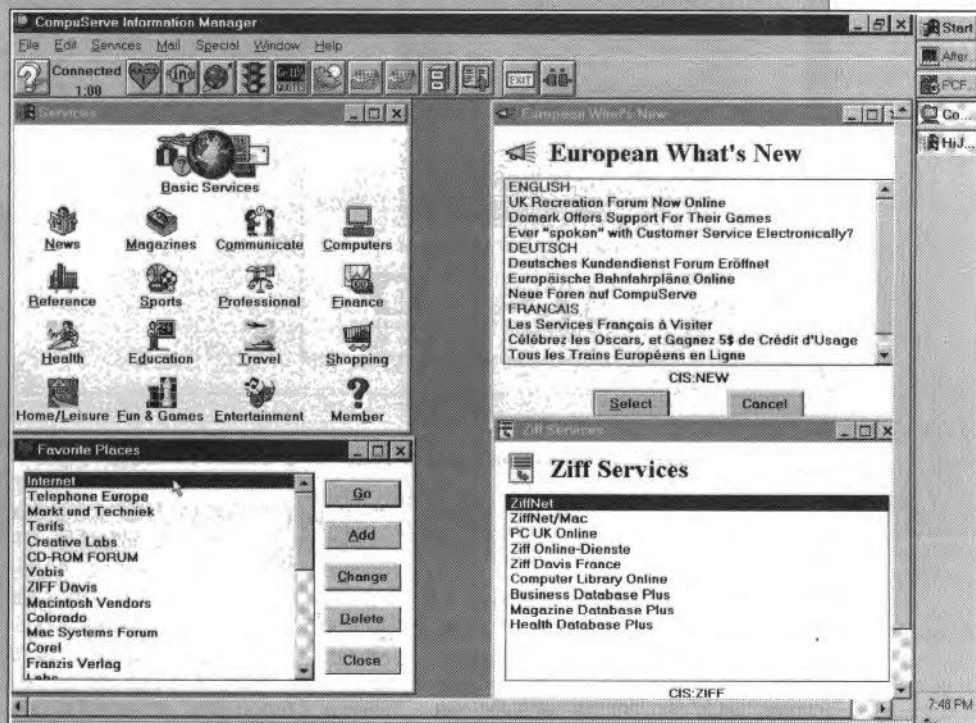 CompuServe Information Manager
File Edit Services Mail Special Window Help
Connected
1:00
QUOTES
EXIT
Services
Basic Services
News Magazines Communicate Computers
Reference Sports Professional Finance
Health Education Travel Shopping
Home/Leisure Fun & Games Entertainment Member
Favorite Places
Internet
Telephone Europe
Markt und Techniek
Tarifs
Creative Labs
CD-ROM FORUM
Vobis
ZIFF Davis
Macintosh Vendors
Colorado
Mac Systems Forum
Corel
Franzis Verlag
Labs
Go
Add
Change
Delete
Close
European What's New
European What's New
ENGLISH
UK Recreation Forum Now Online
Domark Offers Support For Their Games
Ever "spoken" with Customer Service Electronically?
DEUTSCH
Deutsches Kundendienst Forum Eröffnet
Europäische Bahnfahrpläne Online
Neue Foren auf CompuServe
FRANCAIS
Les Services Français à Visiter
Célébrez les Oscars, et Gagnez 5$ de Crédit d'Usage
Tous les Trains Européens en Ligne
CIS:NEW
Select Cancel
Ziff Services
Ziff Services
ZiffNet
ZiffNet/Mac
PC UK Online
Ziff Online-Dienste
Ziff Davis France
Computer Library Online
Business Database Plus
Magazine Database Plus
Health Database Plus
CIS:ZIFF
Start
After...
PCF...
Co...
HiJ...
7:48 PM